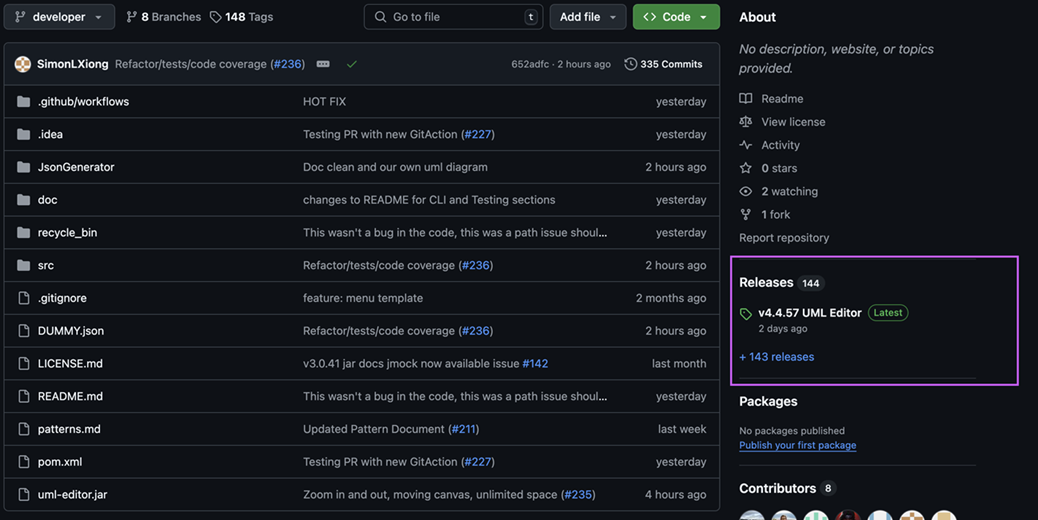 developer
8 Branches
148 Tags
Go to file
t
Add file
Code
SimonLXiong Refactor/tests/code coverage (#236)
652adfc · 2 hours ago
335 Commits
.github/workflows HOT FIX yesterday
.idea Testing PR with new GitAction (#227) yesterday
JsonGenerator Doc clean and our own uml diagram 2 hours ago
doc changes to README for CLI and Testing sections yesterday
recycle_bin This wasn't a bug in the code, this was a path issue shoul... yesterday
src Refactor/tests/code coverage (#236) 2 hours ago
.gitignore feature: menu template 2 months ago
DUMMY.json Refactor/tests/code coverage (#236) 2 hours ago
LICENSE.md v3.0.41 jar docs jmock now available issue #142 last month
README.md This wasn't a bug in the code, this was a path issue shoul... yesterday
patterns.md Updated Pattern Document (#211) last week
pom.xml Testing PR with new GitAction (#227) yesterday
uml-editor.jar Zoom in and out, moving canvas, unlimited space (#235) 4 hours ago
About
No description, website, or topics
provided.
Readme
View license
Activity
0 stars
2 watching
1 fork
Report repository
Releases 144
v4.4.57 UML Editor Latest
2 days ago
+ 143 releases
Packages
No packages published
Publish your first package
Contributors 8